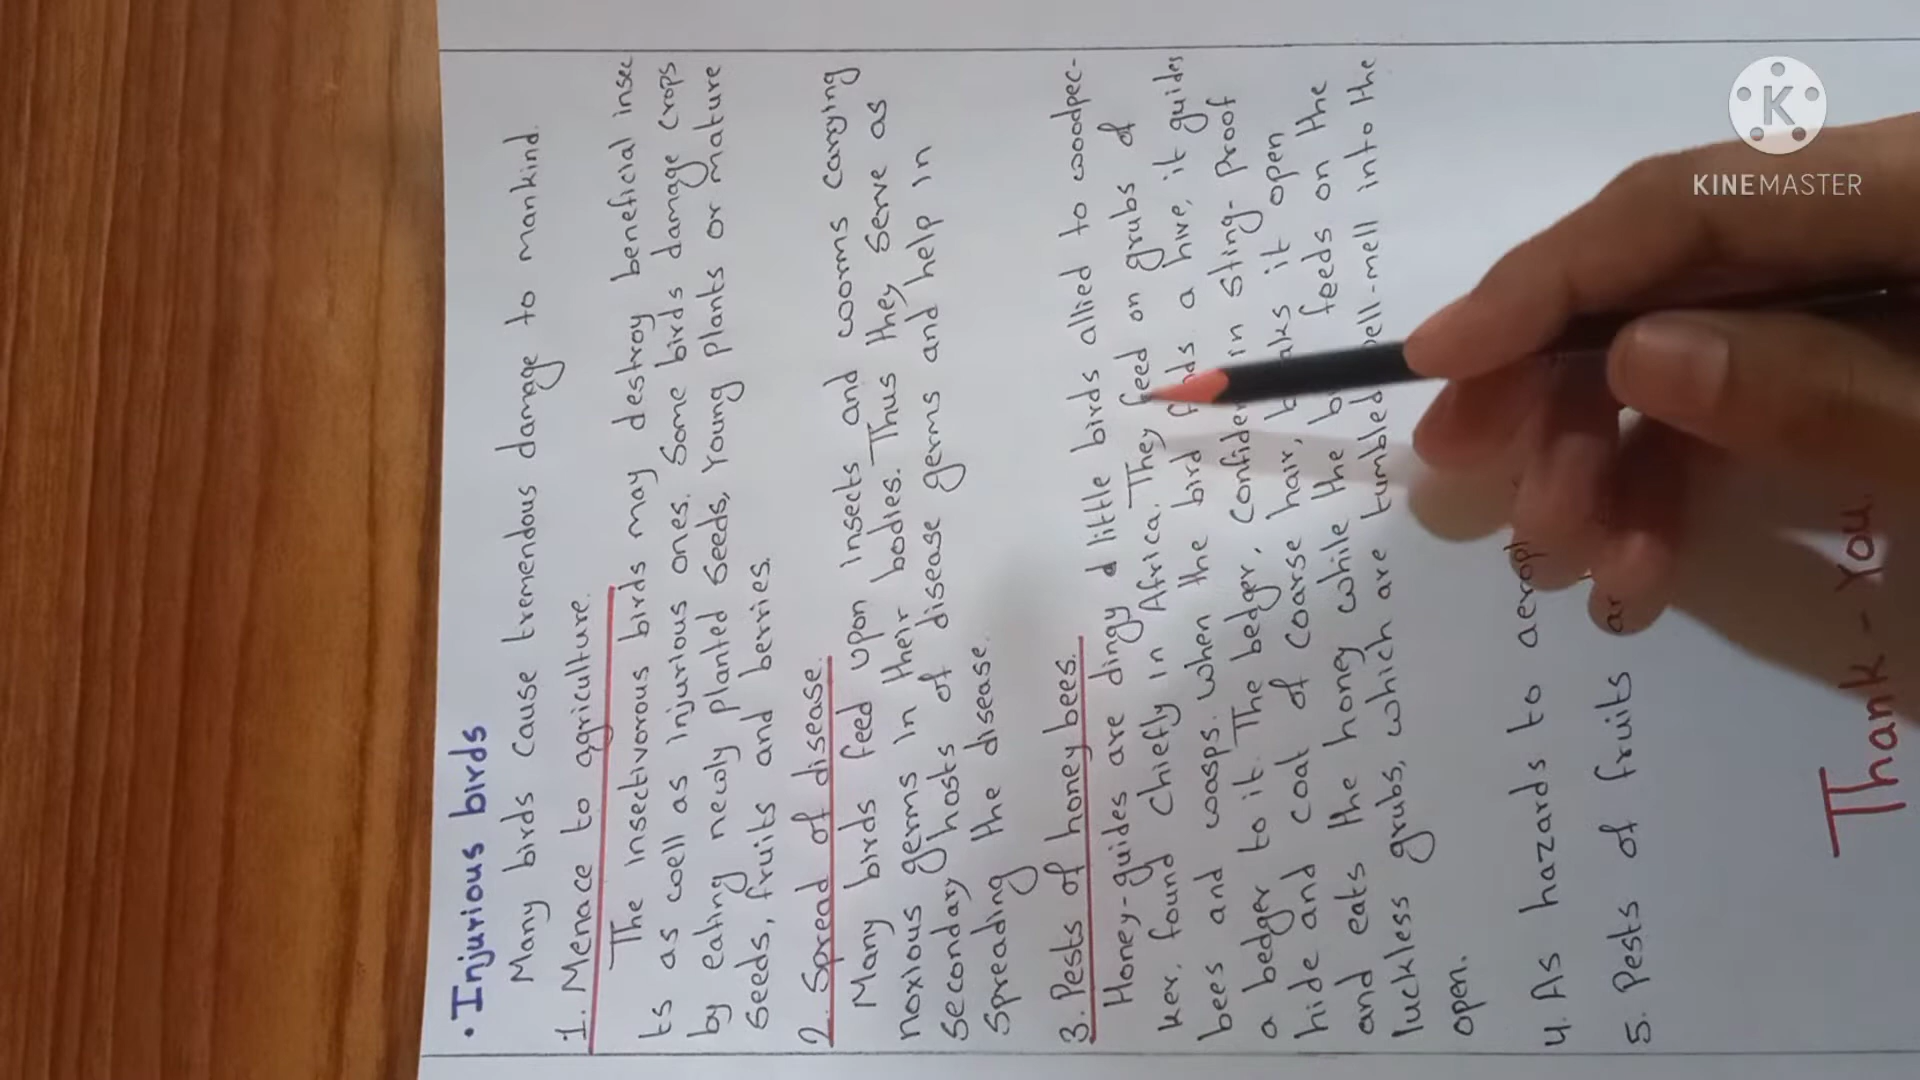 • Injurious birds
Many birds cause tremendous damage to mankind.
1. Menace to agriculture.
The insectivorous birds may destroy beneficial insec
ts as well as injurious ones. Some birds damage crops
by eating newly planted seeds, Young plants or mature
seeds, fruits and berries.
2. Spread of disease.
Many birds feed upon insects and worms carrying
noxious germs in their bodies. Thus they serve as
secondary hosts of disease germs and help in
spreading the disease.
3. Pests of honey bees.
Honey-guides are dingy d little birds allied to woodpec-
ker, found chiefly in Africa. They feed on grubs of
bees and wasps. When the bird a hive, it guides
a bedger to it. The bedger, in sting-proof
hide and coat of coarse hair, it open
and eats the honey while the feeds on the
luckless grubs, which are tumbled pell-mell into the
open.
4. As hazards to
5. Pests of fruits
Thank-You.
K
KINEMASTER